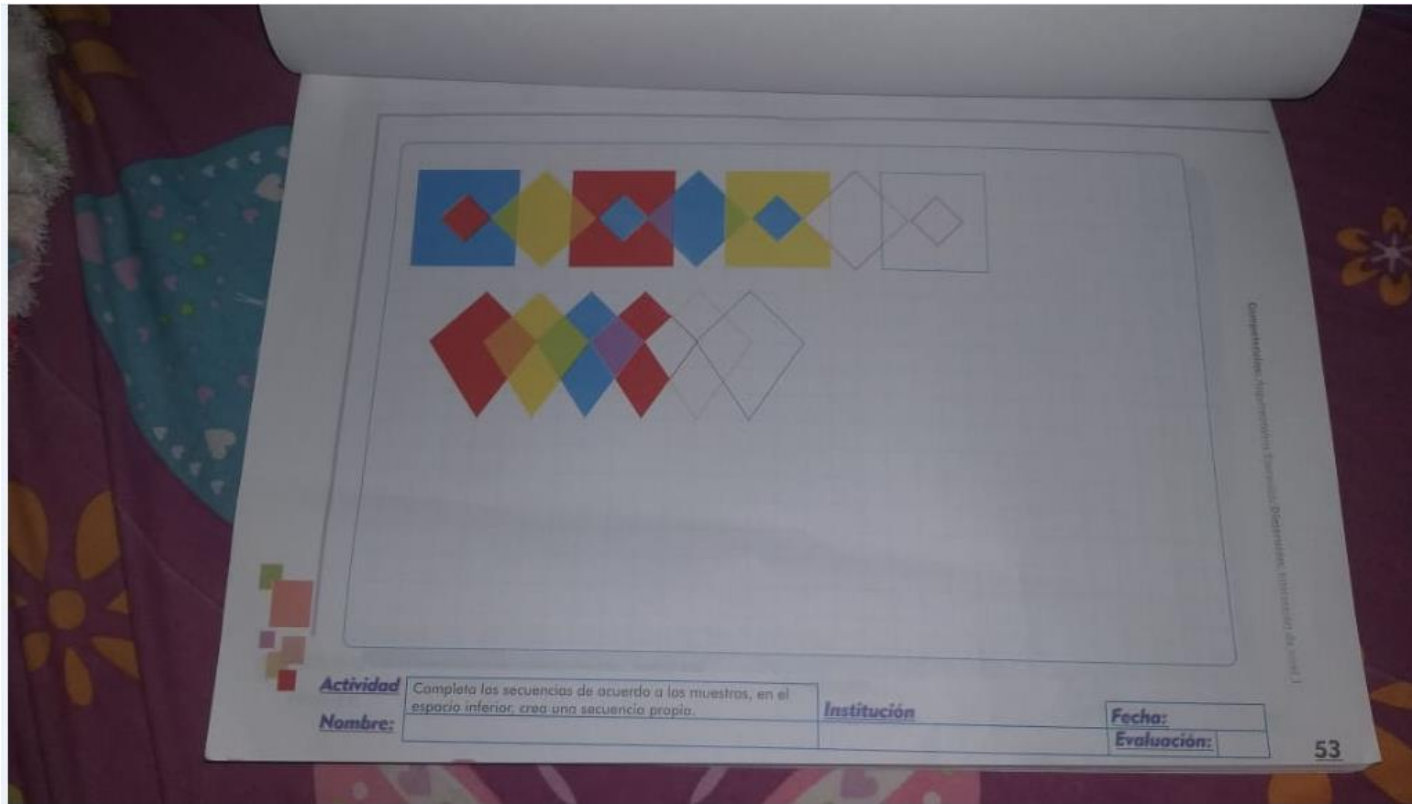 Actividad
Completa las secuencias de acuerdo a las muestras, en el
espacio inferior, crea una secuencia propia.
Nombre:
Institución
Fecha:
Evaluación:
53